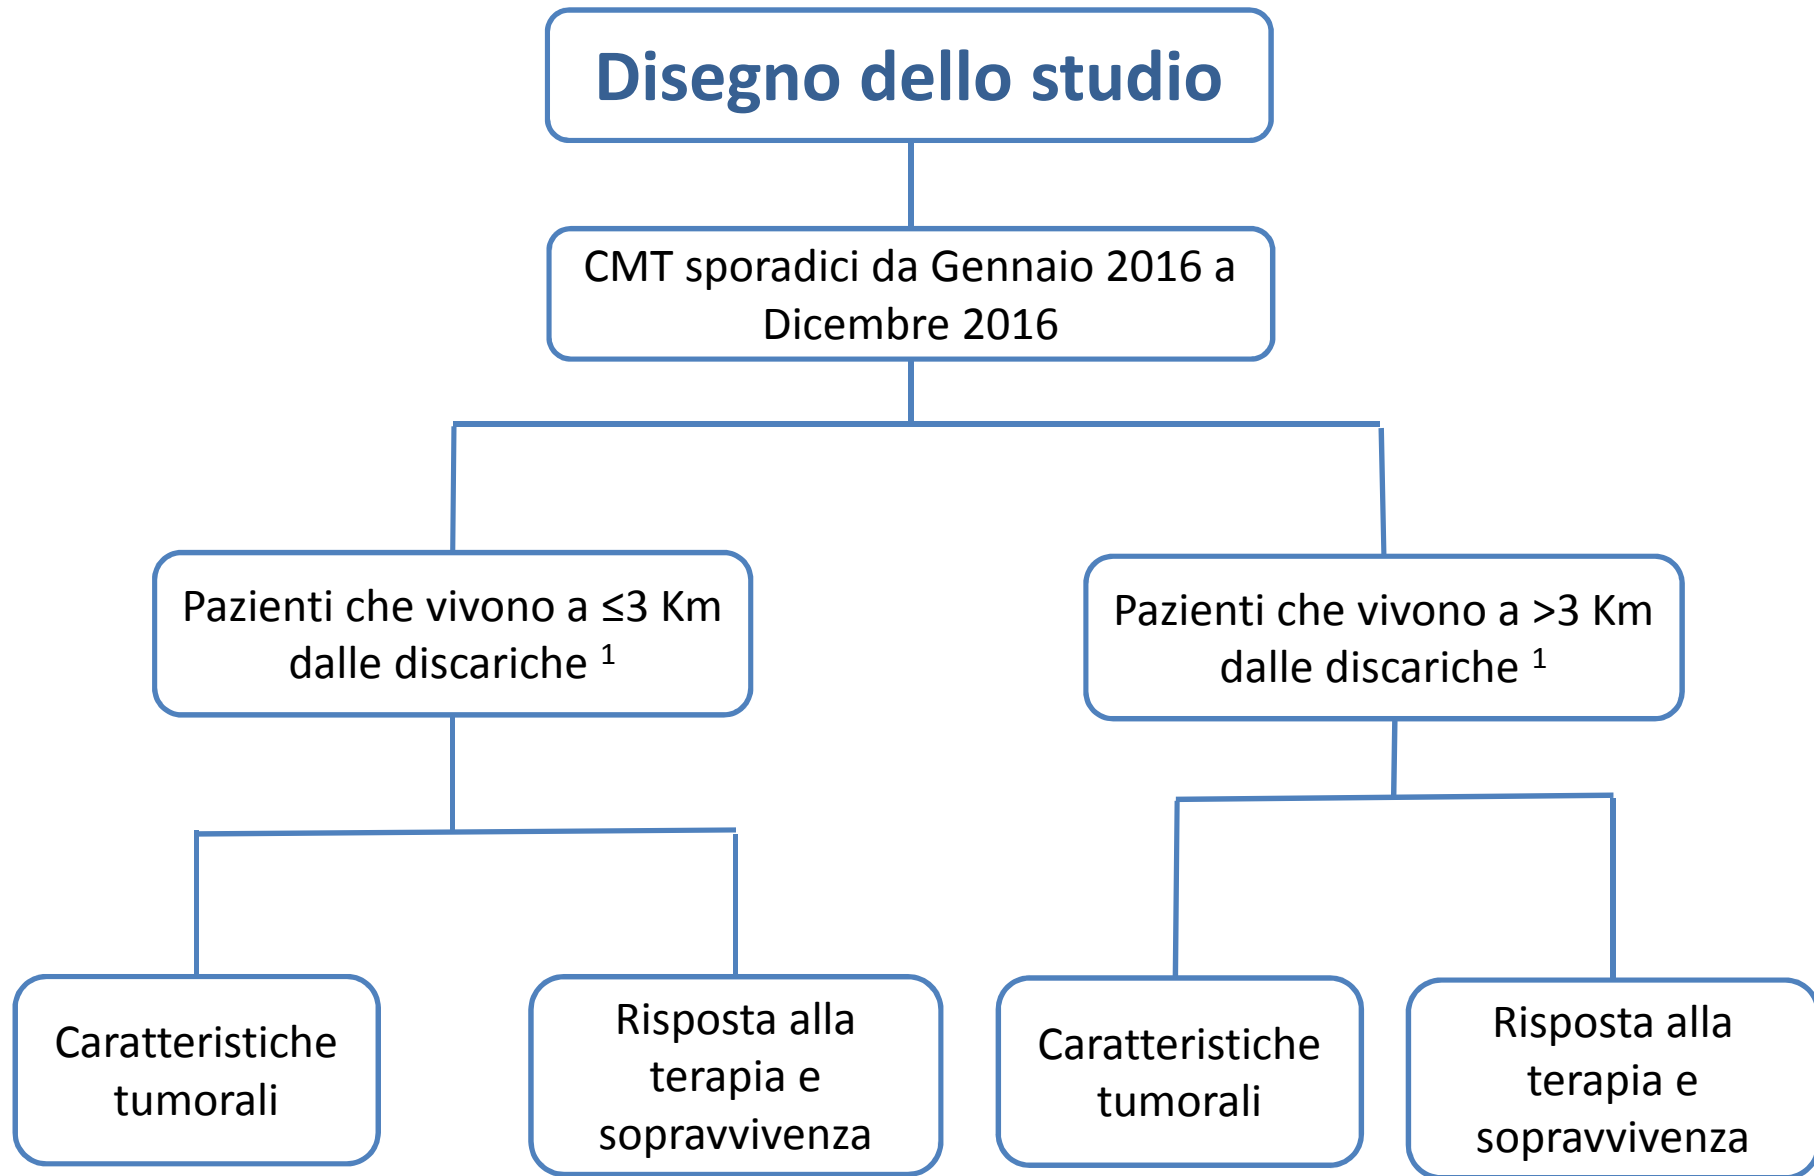 Disegno dello studio
CMT sporadici da Gennaio 2016 a
Dicembre 2016
Pazienti che vivono a ≤3 Km
dalle discariche ¹
Pazienti che vivono a >3 Km
dalle discariche ¹
Caratteristiche
tumorali
Risposta alla
terapia e
sopravvivenza
Caratteristiche
tumorali
Risposta alla
terapia e
sopravvivenza